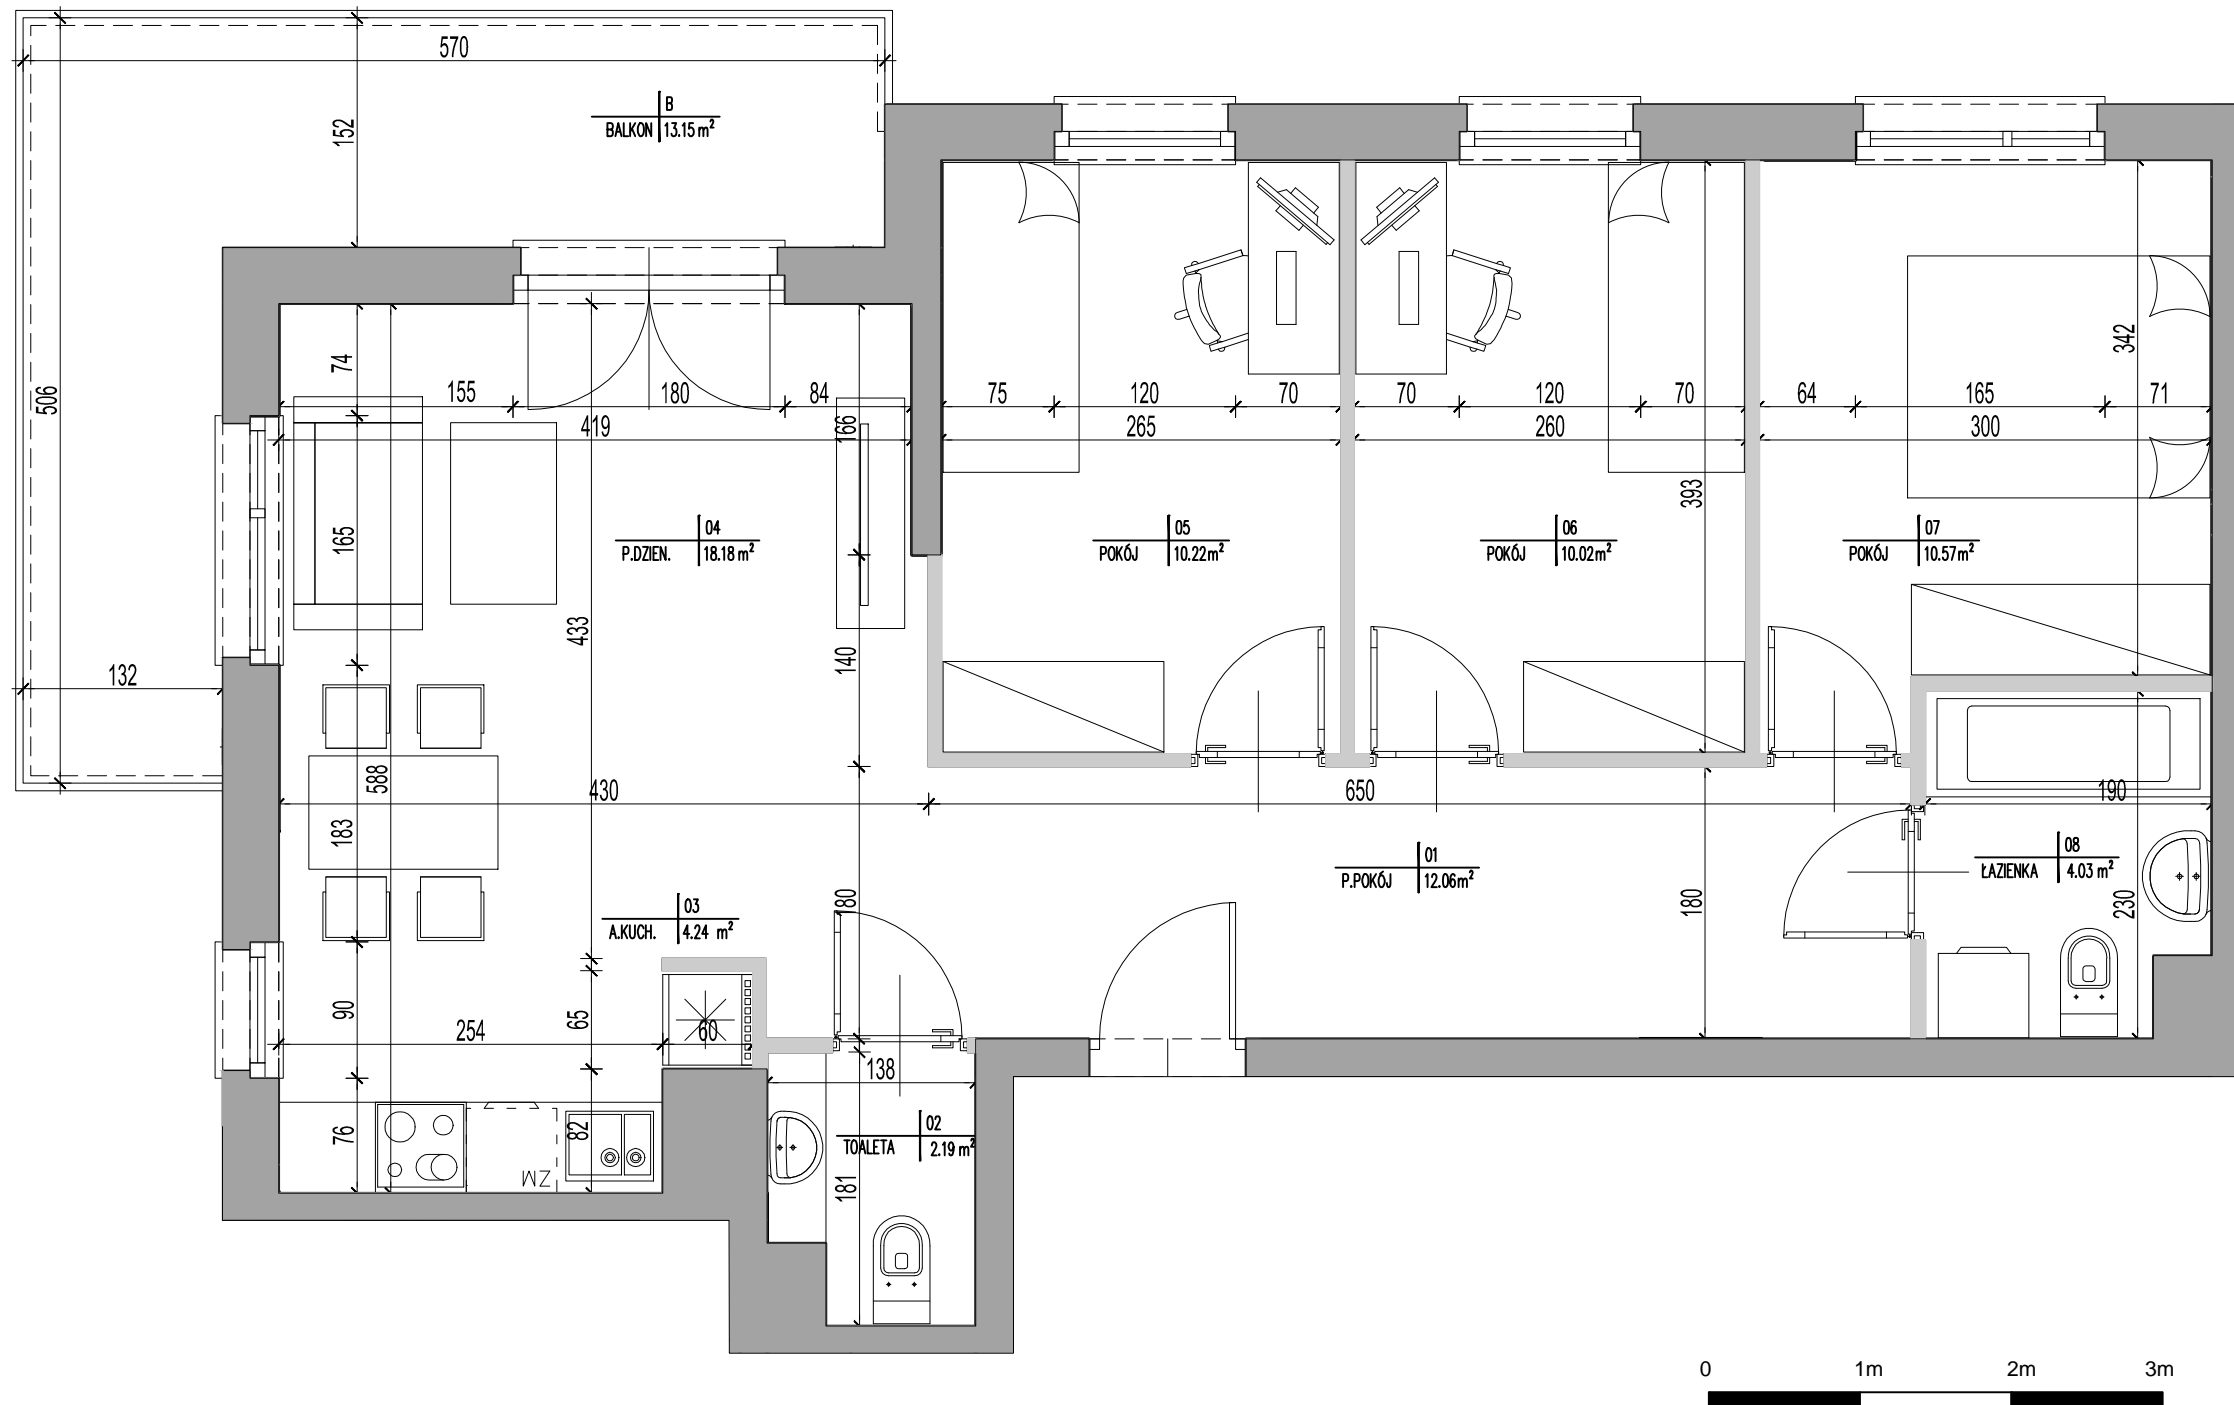 570
B
BALKON 13.15 m²
152
506
132
74
155 180 84
419
166
165
433
140
588
183
430
90
254
65
60
76
82
180
138
181
04
P.DZIEN. 18.18 m²
03
A.KUCH. 4.24 m²
02
TOALETA 2.19 m²
ZM
75 120 70
265
05
POKÓJ 10.22m²
70 120 70
260
393
06
POKÓJ 10.02m²
64 165 71
300
342
07
POKÓJ 10.57m²
650
190
01
P.POKÓJ 12.06m²
180
08
ŁAZIENKA 4.03 m²
230
0 1m 2m 3m